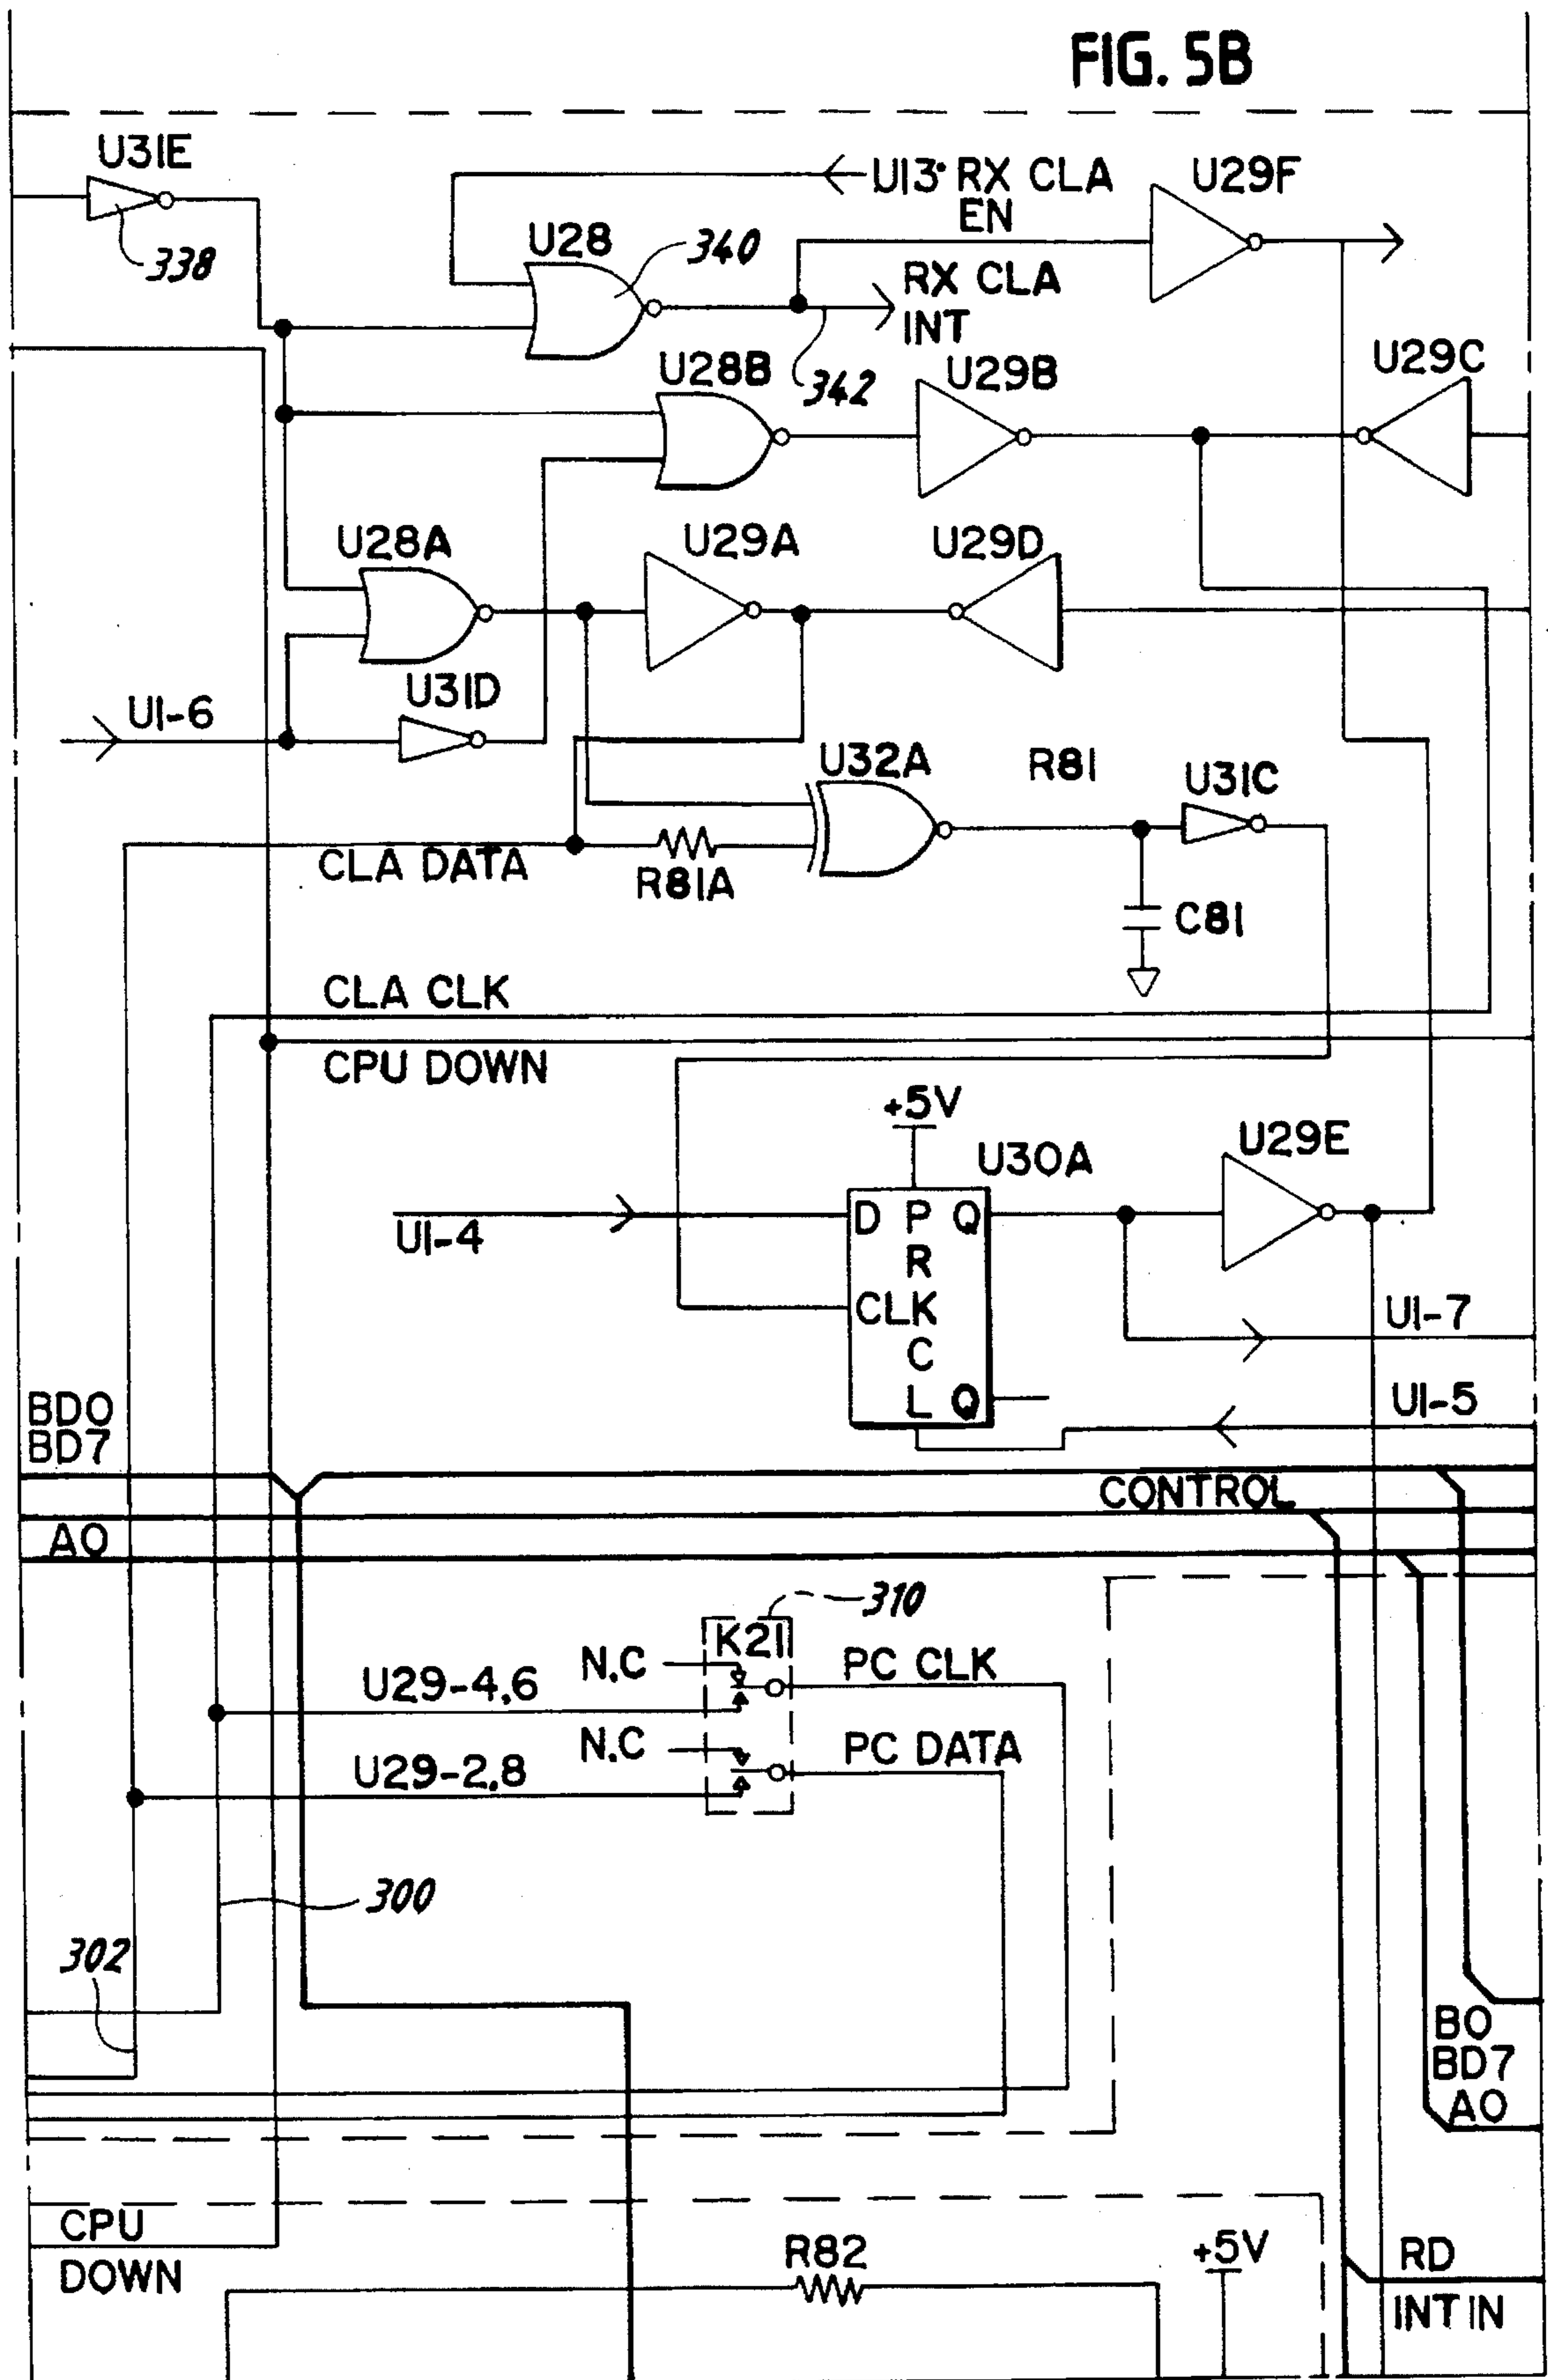 FIG. 5B
U31E
338
U13· RX CLA
EN
U29F
U28
340
RX CLA
INT
342
U28B
U29B
U29C
U28A
U29A
U29D
U1-6
U31D
U32A
R81
U31C
CLA DATA
R81A
C81
CLA CLK
CPU DOWN
+5V
U30A
U29E
U1-4
D P Q
R
CLK
C
L Q
U1-7
U1-5
BD0
BD7
CONTROL
A0
310
K21
N.C
PC CLK
U29-4,6
N.C
PC DATA
U29-2,8
300
302
B0
BD7
A0
CPU
DOWN
R82
+5V
RD
INT IN